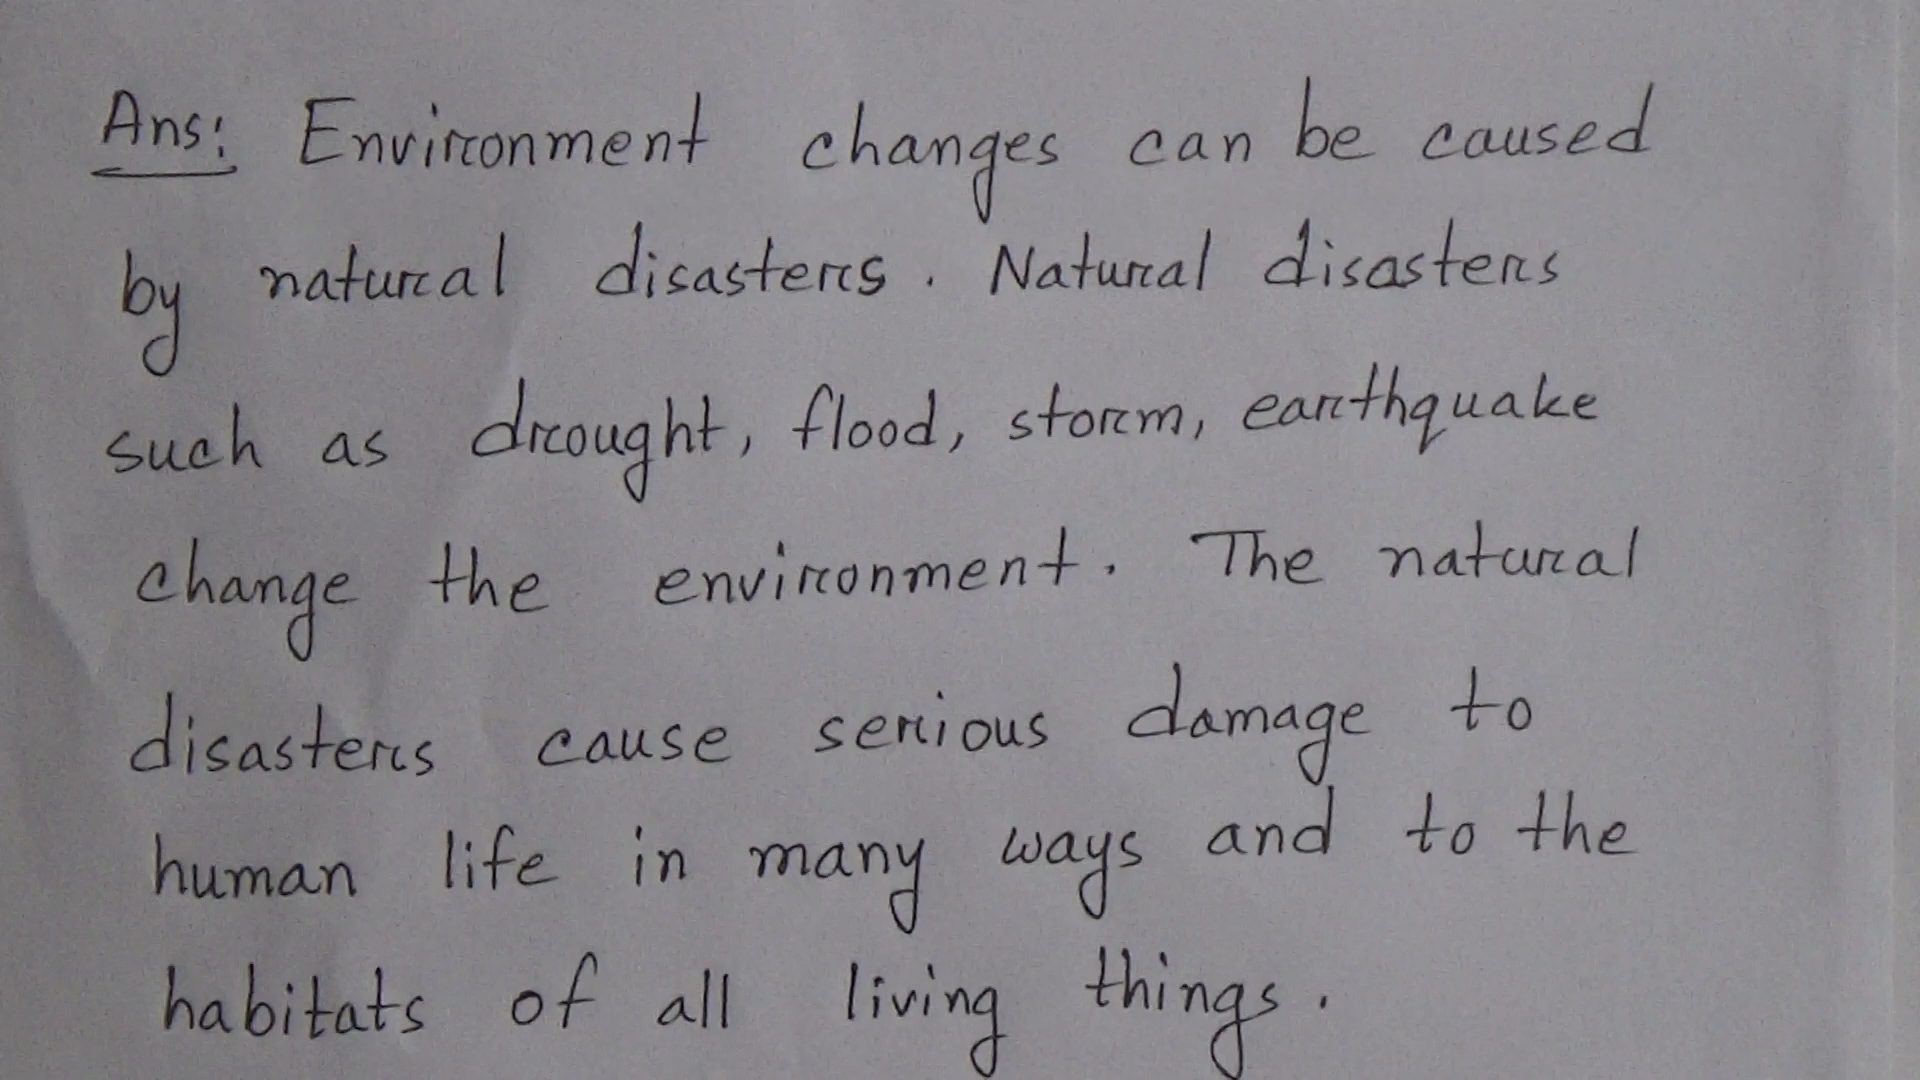 Ans: Environment changes can be caused
by natural disasters. Natural disasters
such as drought, flood, storm, earthquake
change the environment. The natural
disasters cause serious damage to
human life in many ways and to the
habitats of all living things.